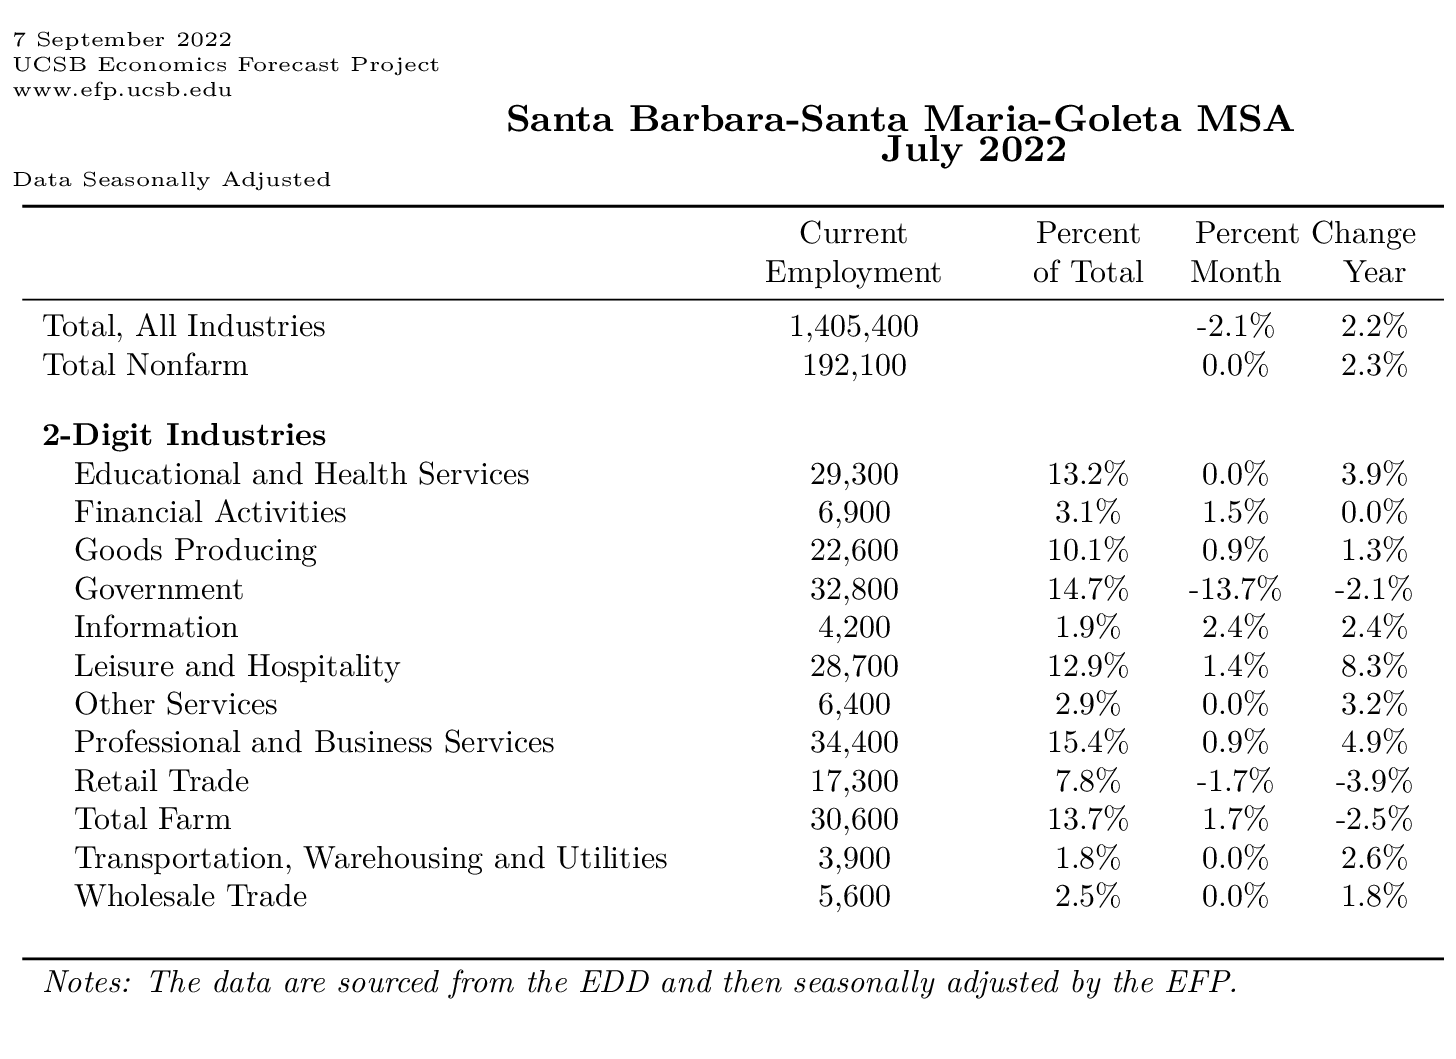 7 September 2022
UCSB Economics Forecast Project
www.efp.ucsb.edu
Santa Barbara-Santa Maria-Goleta MSA
July 2022
Data Seasonally Adjusted
Current Percent Percent Change
Employment of Total Month Year
Total, All Industries 1,405,400 -2.1% 2.2%
Total Nonfarm 192,100 0.0% 2.3%
2-Digit Industries
Educational and Health Services 29,300 13.2% 0.0% 3.9%
Financial Activities 6,900 3.1% 1.5% 0.0%
Goods Producing 22,600 10.1% 0.9% 1.3%
Government 32,800 14.7% -13.7% -2.1%
Information 4,200 1.9% 2.4% 2.4%
Leisure and Hospitality 28,700 12.9% 1.4% 8.3%
Other Services 6,400 2.9% 0.0% 3.2%
Professional and Business Services 34,400 15.4% 0.9% 4.9%
Retail Trade 17,300 7.8% -1.7% -3.9%
Total Farm 30,600 13.7% 1.7% -2.5%
Transportation, Warehousing and Utilities 3,900 1.8% 0.0% 2.6%
Wholesale Trade 5,600 2.5% 0.0% 1.8%
Notes: The data are sourced from the EDD and then seasonally adjusted by the EFP.